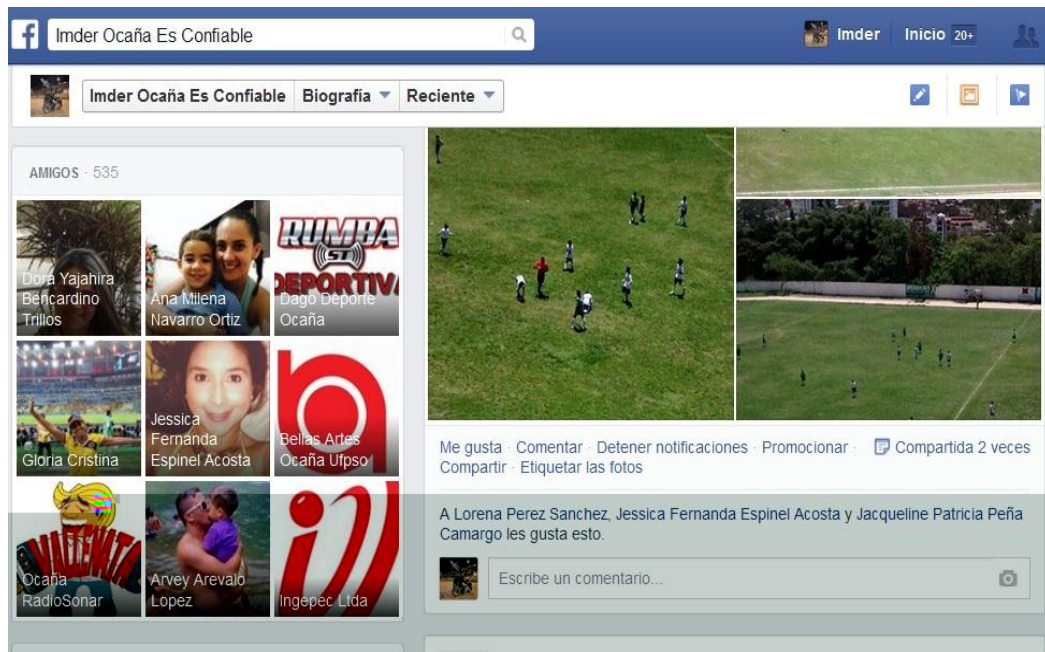 Imder Ocaña Es Confiable
Imder Inicio 20+
Imder Ocaña Es Confiable Biografía Reciente
AMIGOS · 535
Dora Yajahira
Bencardino
Trillos
Ana Milena
Navarro Ortiz
RUMBA
ST
DEPORTIVA
Dago Deporte
Ocaña
Gloria Cristina
Jessica
Fernanda
Espinel Acosta
Bellas Artes
Ocaña Ufpso
Ocaña
RadioSonar
Arvey Arevalo
Lopez
Ingepec Ltda
Me gusta · Comentar · Detener notificaciones · Promocionar · Compartida 2 veces
Compartir · Etiquetar las fotos
A Lorena Perez Sanchez, Jessica Fernanda Espinel Acosta y Jacqueline Patricia Peña
Camargo les gusta esto.
Escribe un comentario...